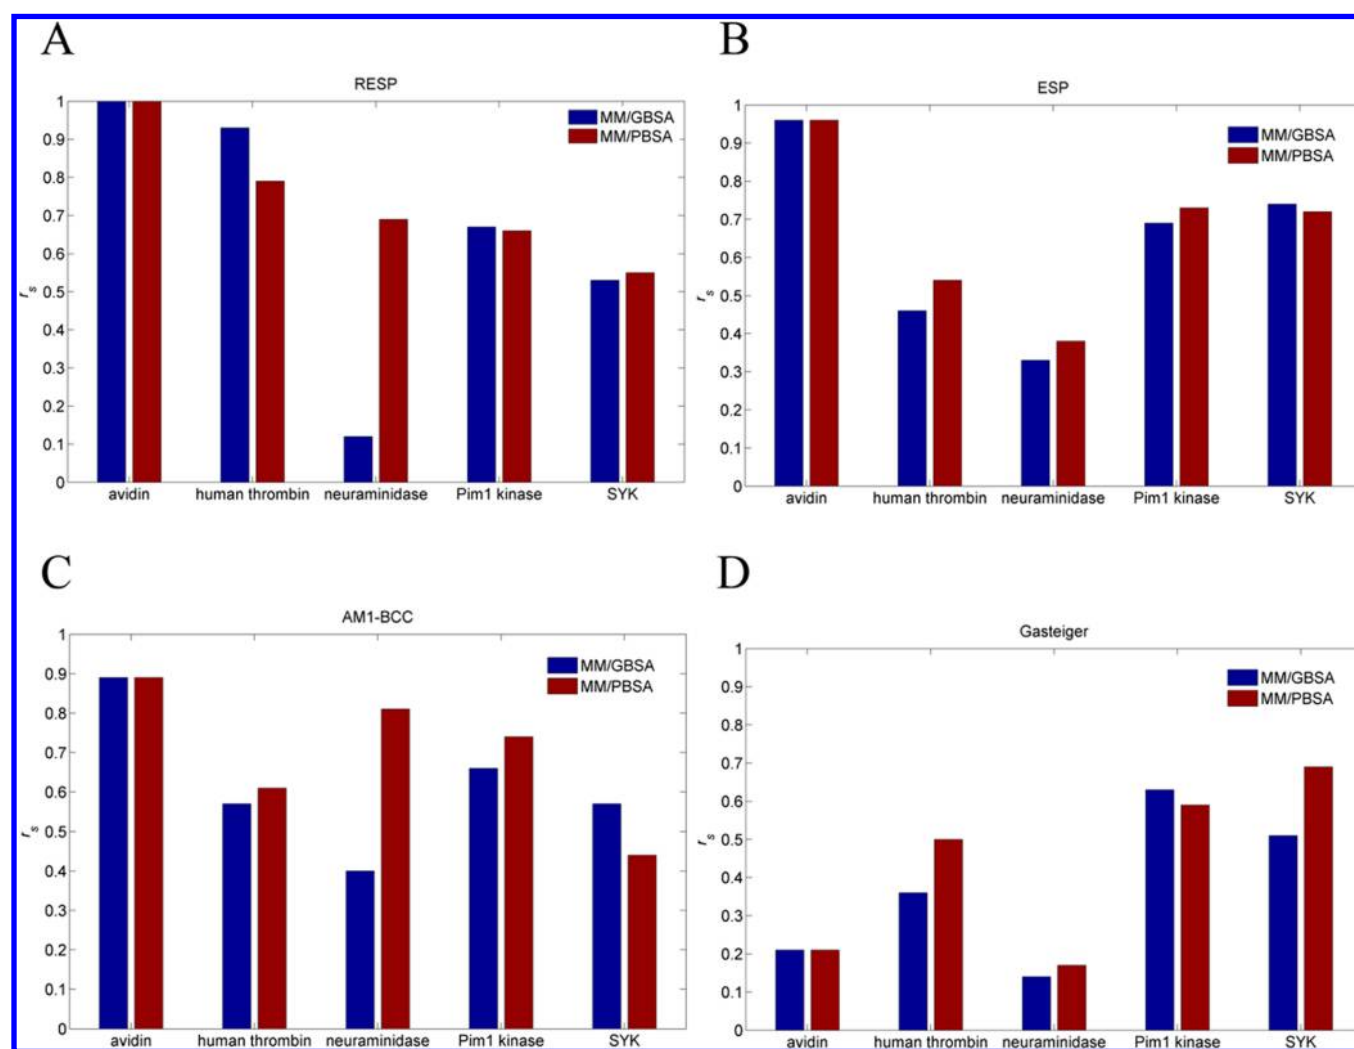 A
RESP
MM/GBSA
MM/PBSA
1
0.9
0.8
0.7
0.6
0.5
0.4
0.3
0.2
0.1
0
r_s
avidin human thrombin neuraminidase Pim1 kinase SYK
B
ESP
MM/GBSA
MM/PBSA
1
0.9
0.8
0.7
0.6
0.5
0.4
0.3
0.2
0.1
0
r_s
avidin human thrombin neuraminidase Pim1 kinase SYK
C
AM1-BCC
MM/GBSA
MM/PBSA
1
0.9
0.8
0.7
0.6
0.5
0.4
0.3
0.2
0.1
0
r_s
avidin human thrombin neuraminidase Pim1 kinase SYK
D
Gasteiger
MM/GBSA
MM/PBSA
1
0.9
0.8
0.7
0.6
0.5
0.4
0.3
0.2
0.1
0
r_s
avidin human thrombin neuraminidase Pim1 kinase SYK